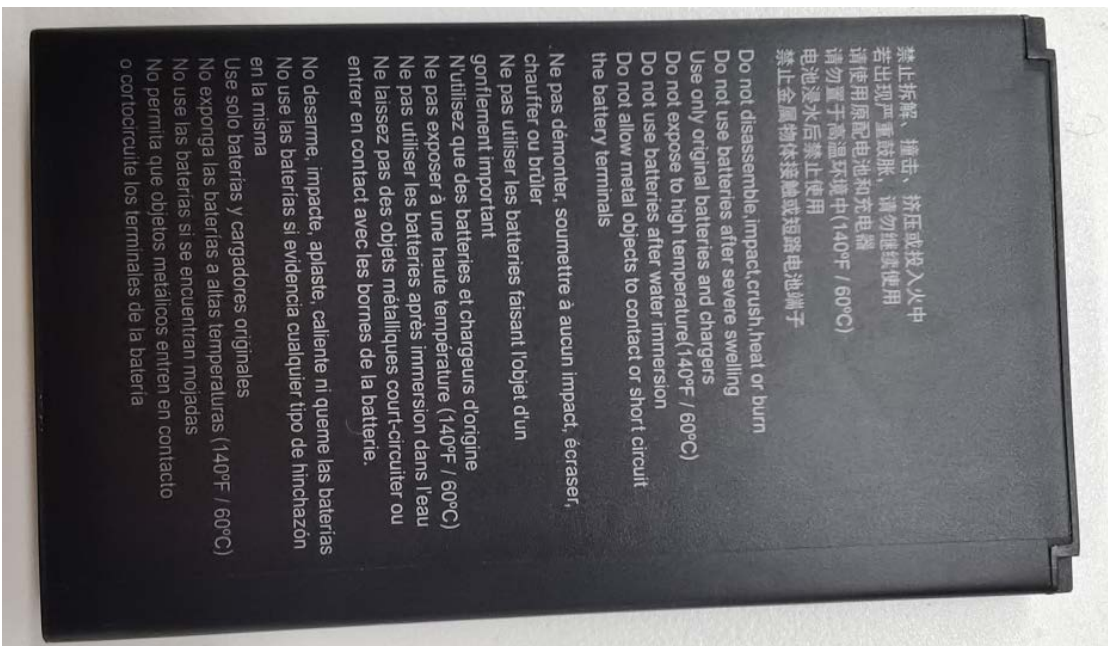 禁止拆解、撞击、挤压或投入火中
若出现严重鼓胀，请勿继续使用
请使用原配电池和充电器
请勿置于高温环境中(140°F / 60°C)
电池浸水后禁止使用
禁止金属物体接触或短路电池端子
Do not disassemble,impact,crush,heat or burn
Do not use batteries after severe swelling
Use only original batteries and chargers
Do not expose to high temperature(140°F / 60°C)
Do not use batteries after water immersion
Do not allow metal objects to contact or short circuit
the battery terminals
Ne pas démonter, soumettre à aucun impact, écraser,
chauffer ou brûler
Ne pas utiliser les batteries faisant l'objet d'un
gonflement important
N'utilisez que des batteries et chargeurs d'origine
Ne pas exposer à une haute température (140°F / 60°C)
Ne pas utiliser les batteries après immersion dans l'eau
Ne laissez pas des objets métalliques court-circuiter ou
entrer en contact avec les bornes de la batterie.
No desarme, impacte, aplaste, caliente ni queme las baterías
No use las baterías si evidencia cualquier tipo de hinchazón
en la misma
Use solo baterías y cargadores originales
No exponga las baterías a altas temperaturas (140°F / 60°C)
No use las baterías si se encuentran mojadas
No permita que objetos metálicos entren en contacto
o cortocircuite los terminales de la batería